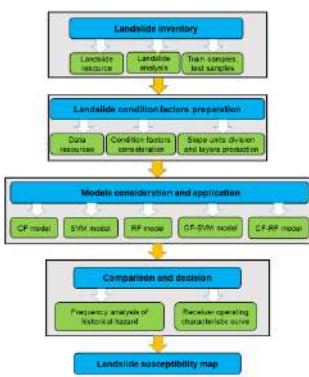 Landslide inventory
Landslide
resource
Landslide
analysis
Train samples,
test samples
Landslide condition factors preparation
Data
resources
Condition factors
consideration
Slope units division
and layers production
Models consideration and application
CF model
SVM model
RF model
CF-SVM model
CF-RF model
Comparison and decision
Frequency analysis of
historical hazard
Receiver operating
characteristic curve
Landslide susceptibility map